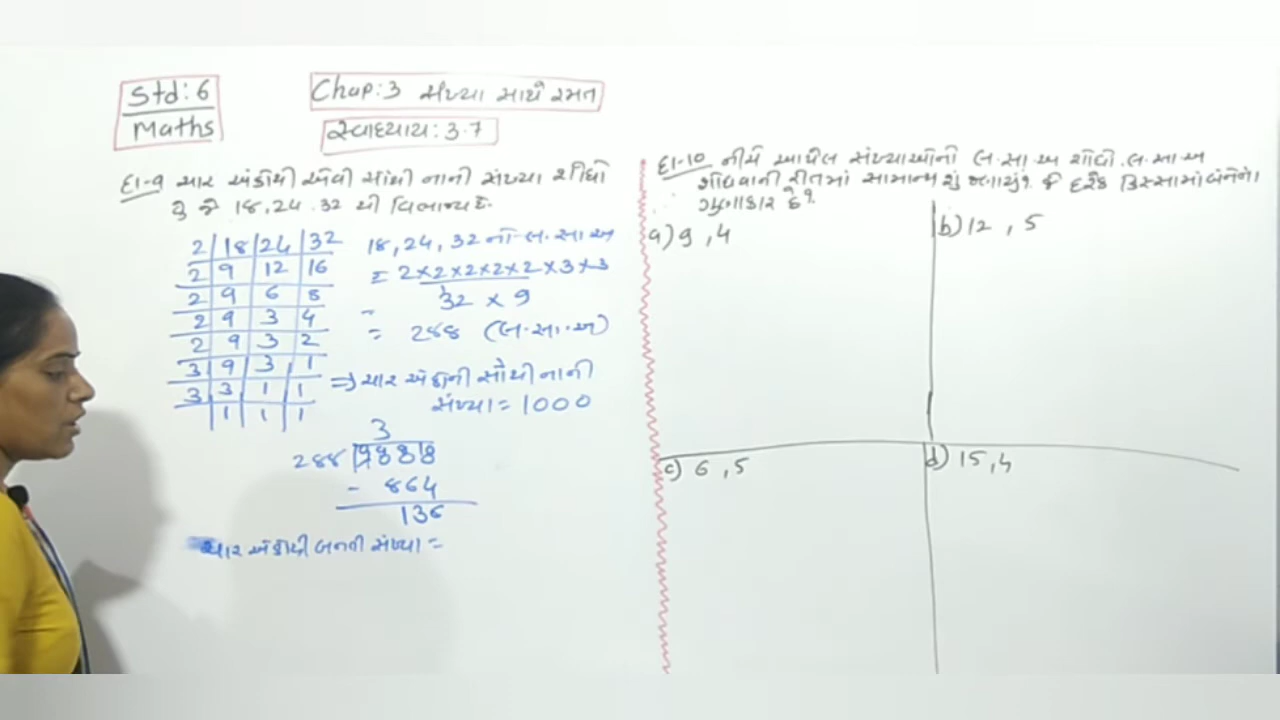 Std: 6
Maths
Chap: 3 સંખ્યા સાથે રમત
સ્વાધ્યાય: 3.7
દા-9 ચાર અંકોથી એવી સૌથી નાની સંખ્યા શોધો
કે જે 18, 24, 32 થી વિભાજ્ય છે.
2 | 18 | 24 | 32
2 | 9 | 12 | 16
2 | 9 | 6 | 8
2 | 9 | 3 | 4
2 | 9 | 3 | 2
3 | 9 | 3 | 1
3 | 3 | 1 | 1
1 | 1 | 1
18, 24, 32 નો લ.સા.અ
= 2×2×2×2×2×3×3
= 32 × 9
= 288 (લ.સા.અ)
=> ચાર અંકોની સૌથી નાની
સંખ્યા = 1000
3
288
- 864
136
ચાર અંકોથી બનતી સંખ્યા =
દા-10 નીચે આપેલ સંખ્યાઓનો લ.સા.અ શોધો. લ.સા.અ
શોધવાની રીતમાં સામાન્ય શું જણાયું? કે દરેક કિસ્સામાં બંનેનો
ગુણાકાર છે?
a) 9, 4
b) 12, 5
c) 6, 5
d) 15, 4